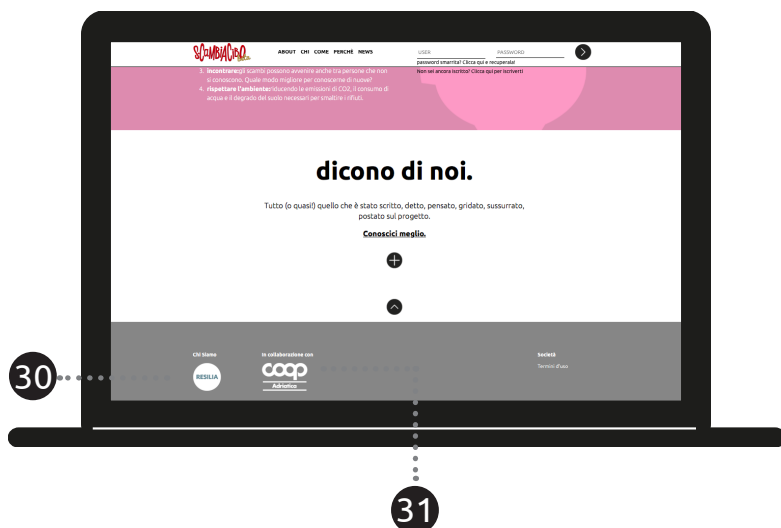 SCAMBIACIBO
ABOUT CHI COME PERCHÈ NEWS
USER
PASSWORD
password smarrita? Clicca qui e recuperala!
Non sei ancora iscritto? Clicca qui per iscriverti
3. incontrare:gli scambi possono avvenire anche tra persone che non
si conoscono. Quale modo migliore per conoscerne di nuove?
4. rispettare l'ambiente:riducendo le emissioni di CO2, il consumo di
acqua e il degrado del suolo necessari per smaltire i rifiuti.
dicono di noi.
Tutto (o quasi!) quello che è stato scritto, detto, pensato, gridato, sussurrato,
postato sul progetto.
Conoscici meglio.
Chi Siamo
In collaborazione con
Società
RESILIA
coop
Adriatica
Termini d'uso
30
31